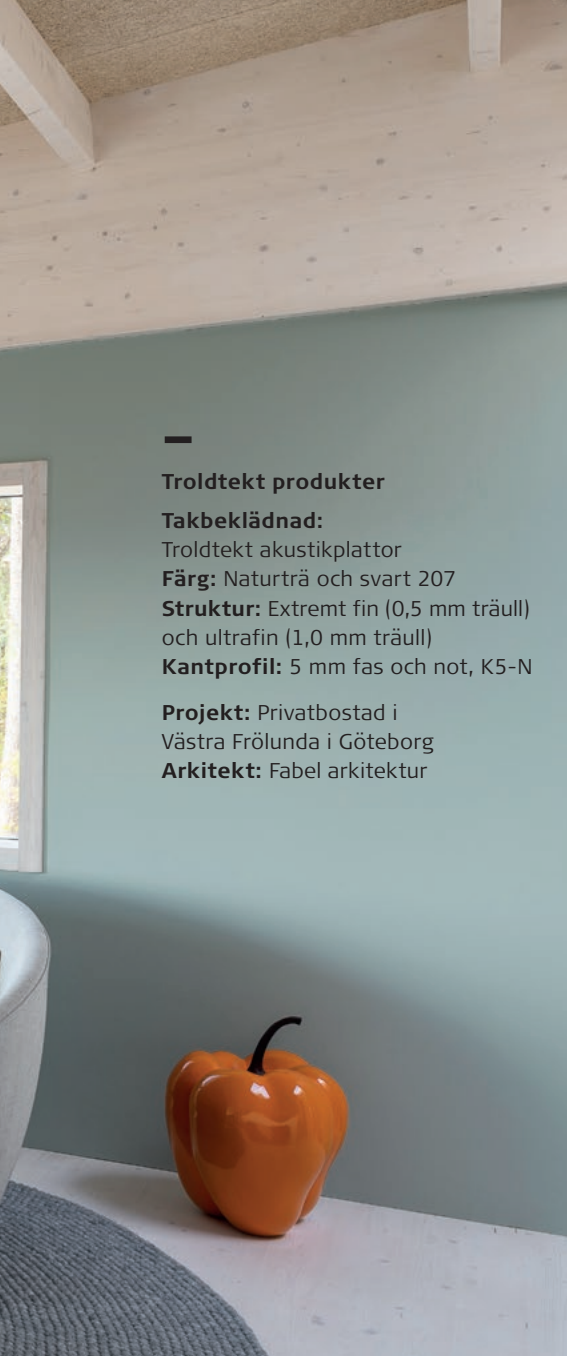 Troldtekt produkter
Takbeklädnad:
Troldtekt akustikplattor
Färg: Naturträ och svart 207
Struktur: Extremt fin (0,5 mm träull)
och ultrafin (1,0 mm träull)
Kantprofil: 5 mm fas och not, K5-N
Projekt: Privatbostad i
Västra Frölunda i Göteborg
Arkitekt: Fabel arkitektur